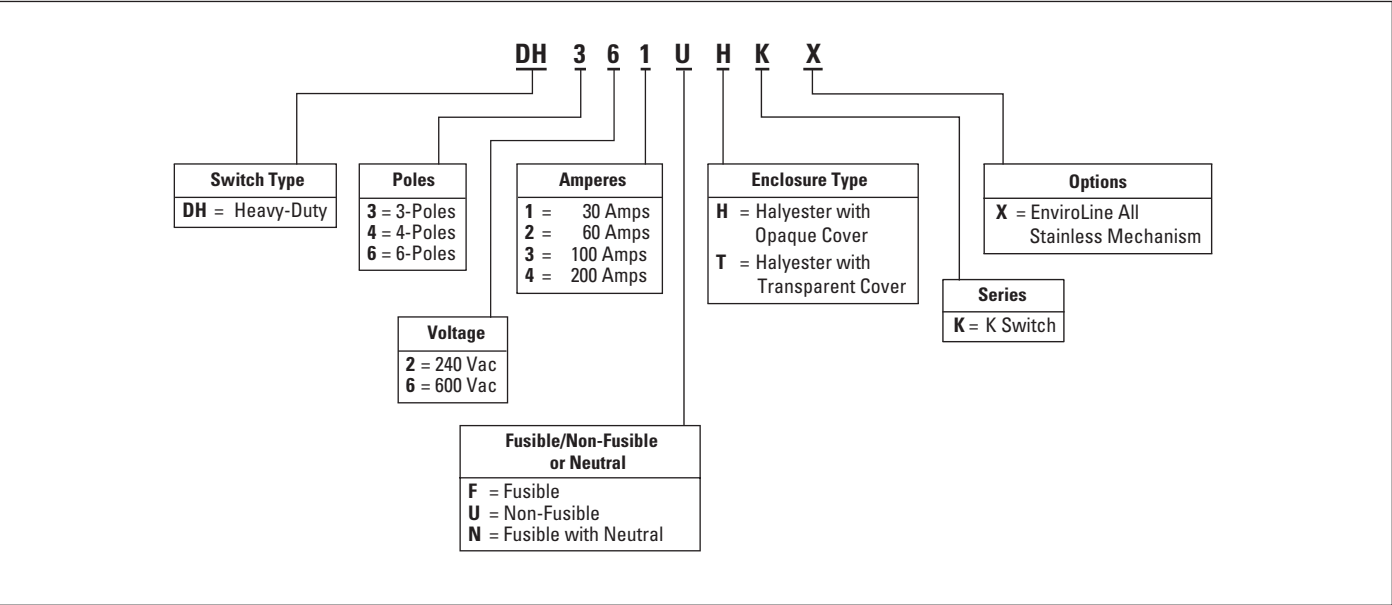 DH 3 6 1 U H K X
Switch Type
DH = Heavy-Duty
Poles
3 = 3-Poles
4 = 4-Poles
6 = 6-Poles
Voltage
2 = 240 Vac
6 = 600 Vac
Amperes
1 = 30 Amps
2 = 60 Amps
3 = 100 Amps
4 = 200 Amps
Fusible/Non-Fusible
or Neutral
F = Fusible
U = Non-Fusible
N = Fusible with Neutral
Enclosure Type
H = Halyester with
Opaque Cover
T = Halyester with
Transparent Cover
Series
K = K Switch
Options
X = EnviroLine All
Stainless Mechanism